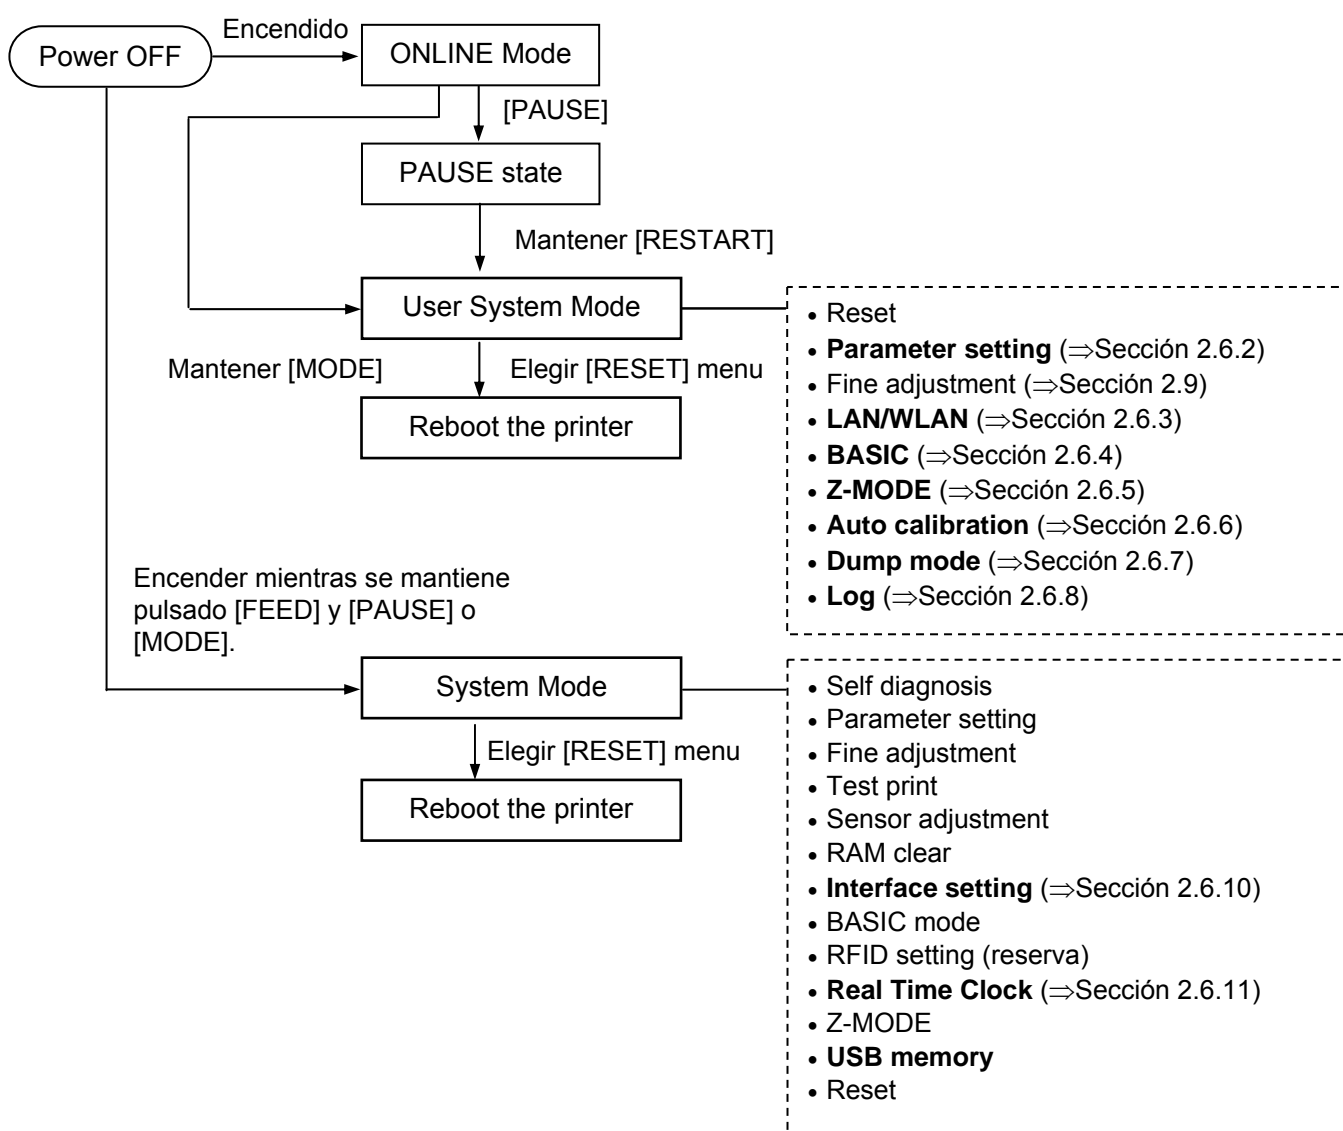 Power OFF
Encendido
ONLINE Mode
[PAUSE]
PAUSE state
Mantener [RESTART]
User System Mode
Mantener [MODE]
Elegir [RESET] menu
Reboot the printer
• Reset
• Parameter setting (⇒Sección 2.6.2)
• Fine adjustment (⇒Sección 2.9)
• LAN/WLAN (⇒Sección 2.6.3)
• BASIC (⇒Sección 2.6.4)
• Z-MODE (⇒Sección 2.6.5)
• Auto calibration (⇒Sección 2.6.6)
• Dump mode (⇒Sección 2.6.7)
• Log (⇒Sección 2.6.8)
Encender mientras se mantiene
pulsado [FEED] y [PAUSE] o
[MODE].
System Mode
Elegir [RESET] menu
Reboot the printer
• Self diagnosis
• Parameter setting
• Fine adjustment
• Test print
• Sensor adjustment
• RAM clear
• Interface setting (⇒Sección 2.6.10)
• BASIC mode
• RFID setting (reserva)
• Real Time Clock (⇒Sección 2.6.11)
• Z-MODE
• USB memory
• Reset